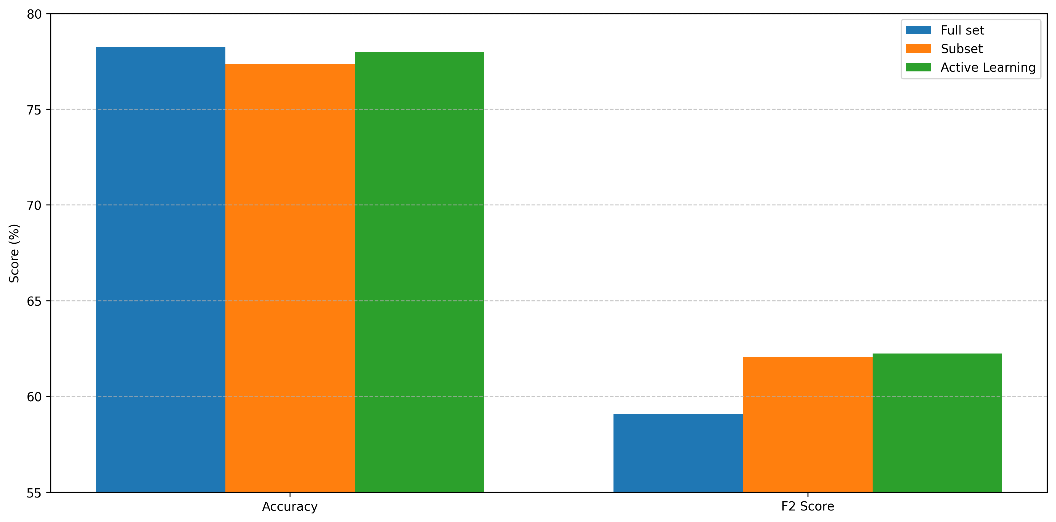 80
75
70
65
60
55
Score (%)
Accuracy
F2 Score
Full set
Subset
Active Learning